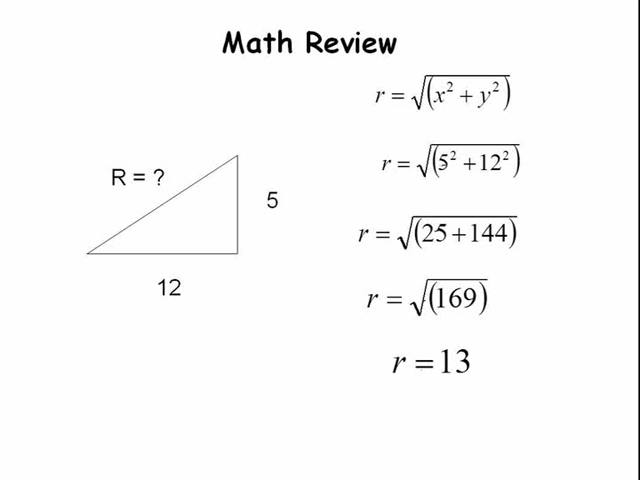 Math Review
r = √(x² + y²)
R = ?
5
12
r = √(5² + 12²)
r = √(25 + 144)
r = √(169)
r = 13